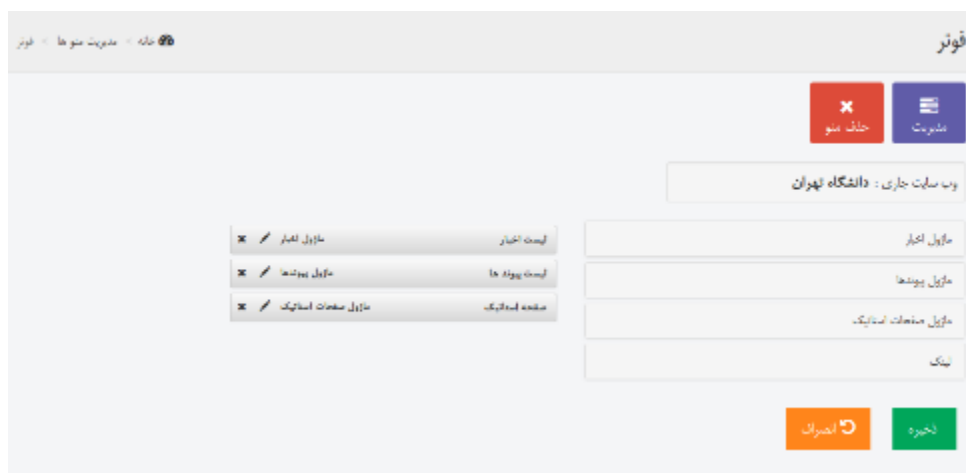 فوتر
خانه > مدیریت منو ها > فوتر
مدیریت
حذف منو
وب سایت جاری : دانشگاه تهران
ماژول اخبار
ماژول پیوندها
ماژول صفحات استاتیک
لینک
لیست اخبار ماژول اخبار
لیست پیوند ها ماژول پیوندها
صفحه استاتیک ماژول صفحات استاتیک
ذخیره
انصراف